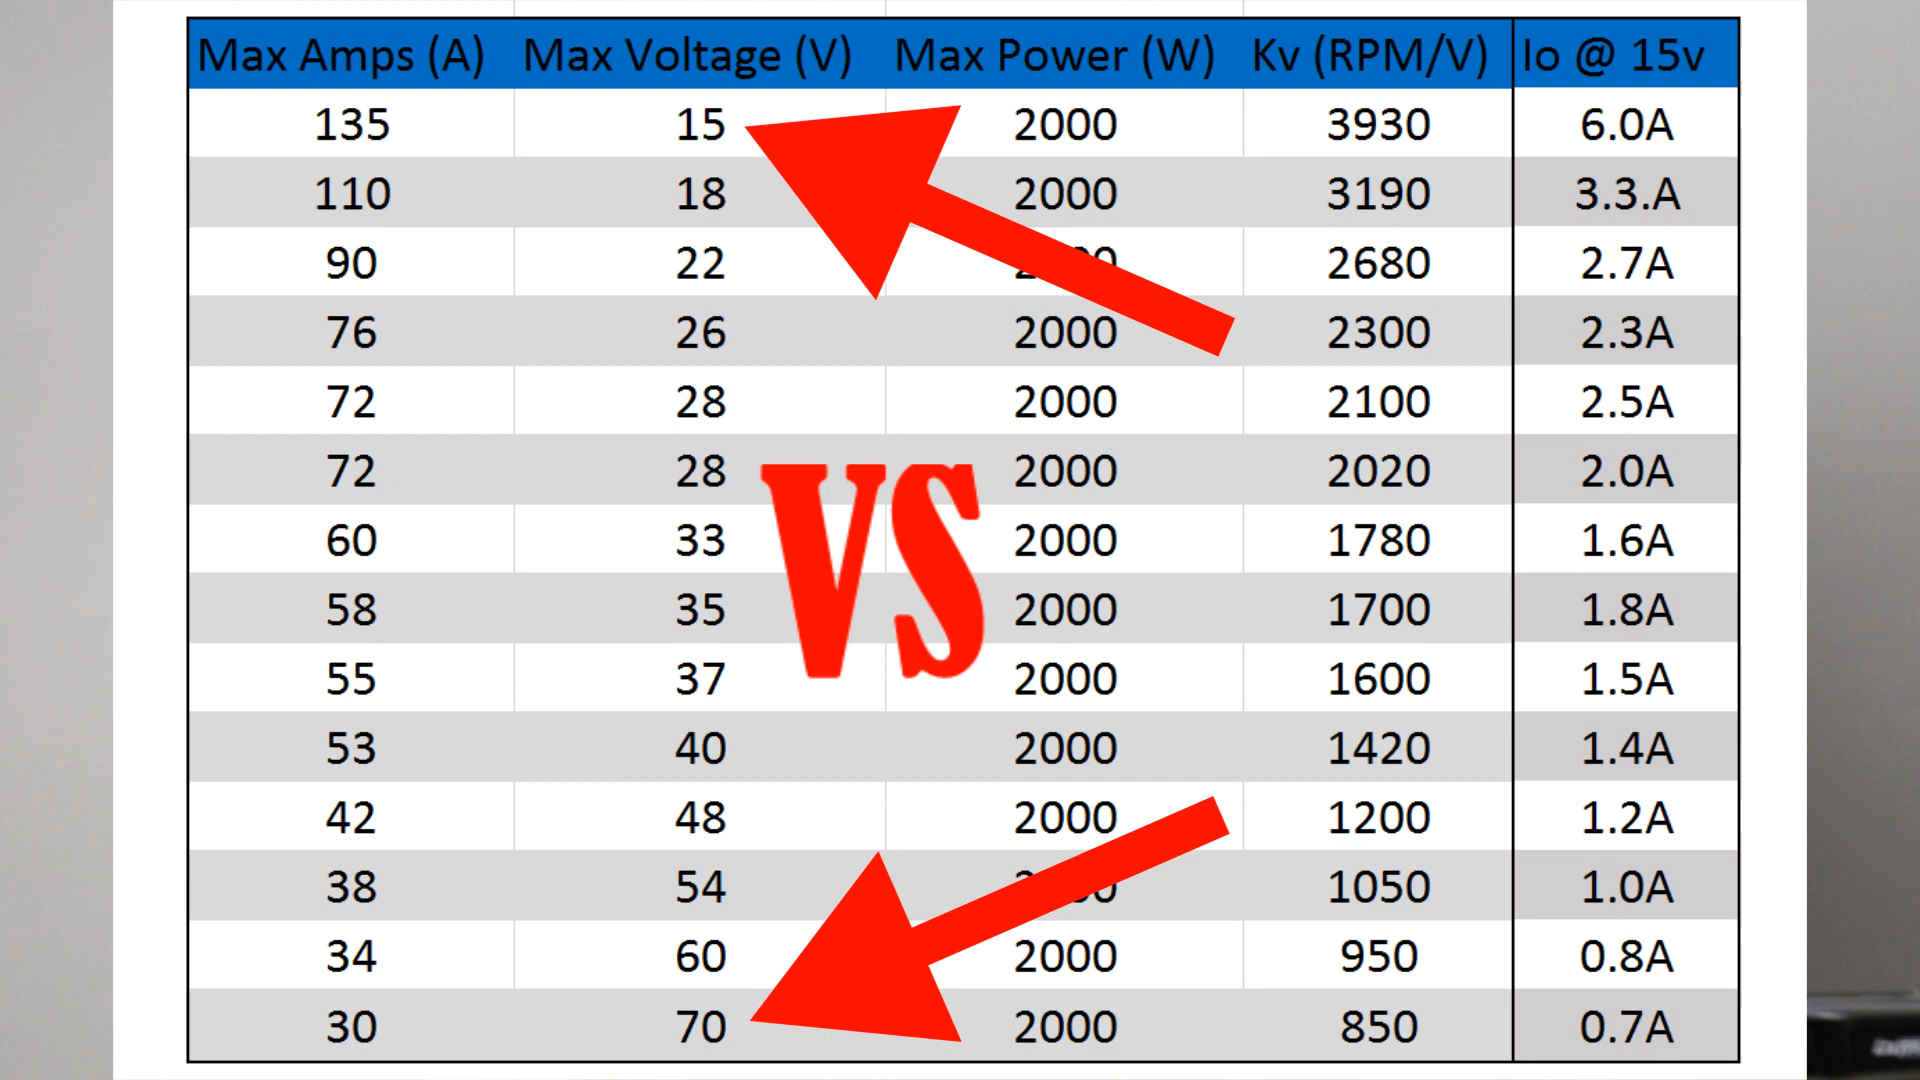 Max Amps (A) Max Voltage (V) Max Power (W) Kv (RPM/V) Io @ 15v
135 15 2000 3930 6.0A
110 18 2000 3190 3.3.A
90 22 2680 2.7A
76 26 2000 2300 2.3A
72 28 2000 2100 2.5A
72 28 2000 2020 2.0A
60 33 2000 1780 1.6A
58 35 2000 1700 1.8A
55 37 2000 1600 1.5A
53 40 2000 1420 1.4A
42 48 2000 1200 1.2A
38 54 1050 1.0A
34 60 2000 950 0.8A
30 70 2000 850 0.7A
VS